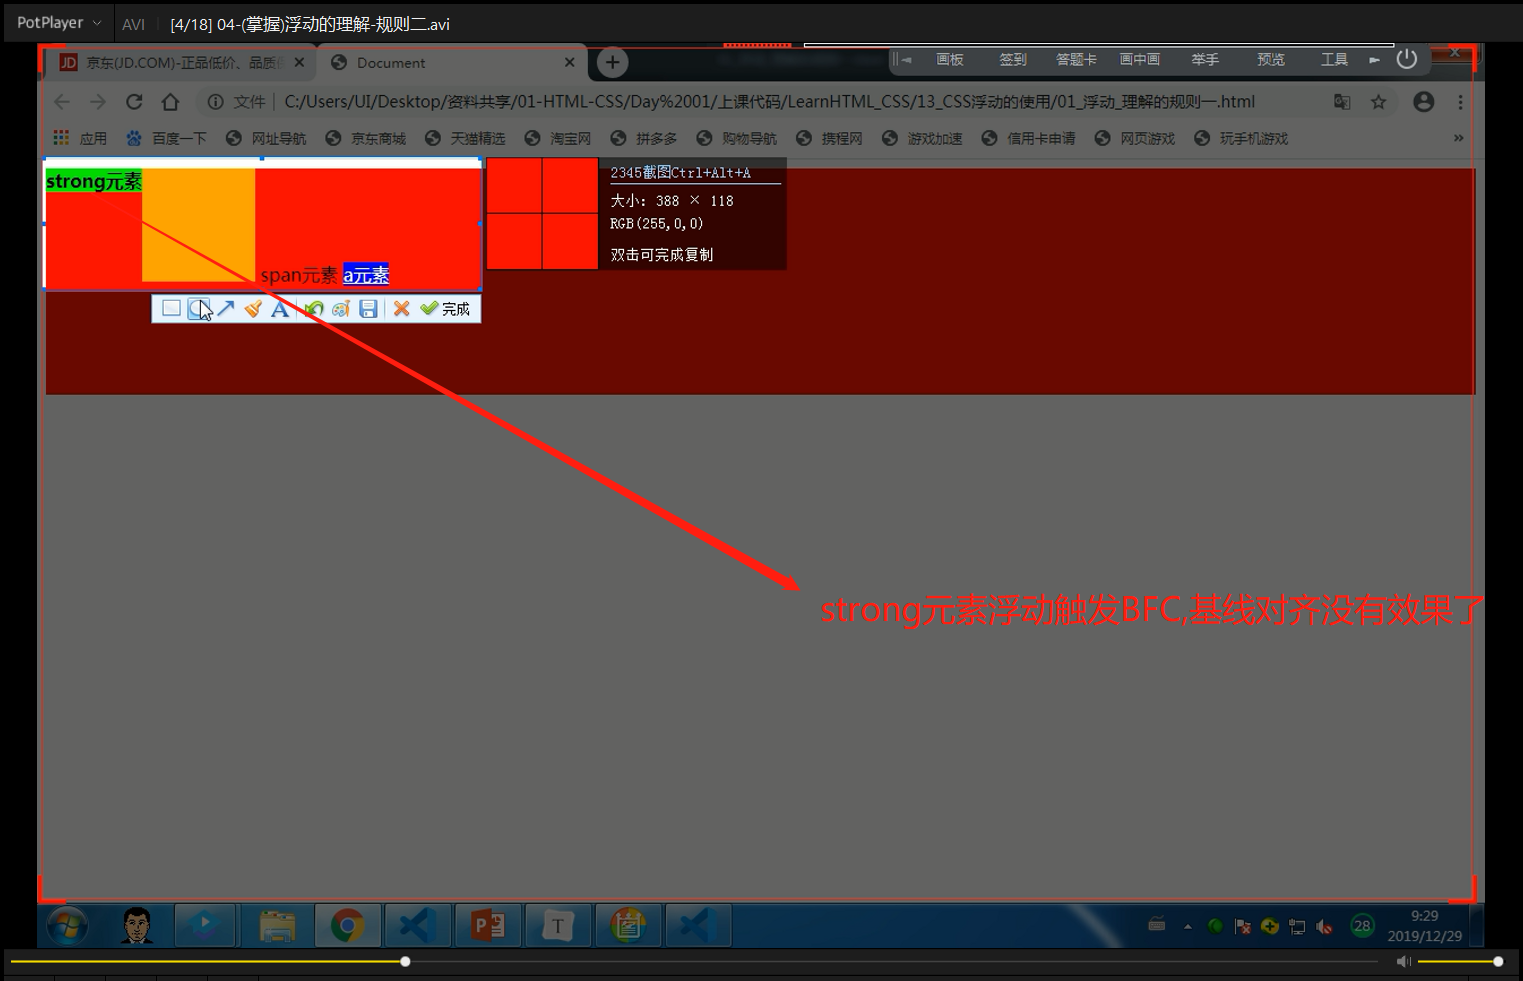 PotPlayer AVI [4/18] 04-(掌握)浮动的理解-规则二.avi
京东(JD.COM)-正品低价、品质 Document 画板 签到 答题卡 画中画 举手 预览 工具
文件 C:/Users/UI/Desktop/资料共享/01-HTML-CSS/Day%2001/上课代码/LearnHTML_CSS/13_CSS浮动的使用/01_浮动_理解的规则一.html
应用 百度一下 网址导航 京东商城 天猫精选 淘宝网 拼多多 购物导航 携程网 游戏加速 信用卡申请 网页游戏 玩手机游戏 »
2345截图Ctrl+Alt+A
strong元素
大小: 388 × 118
RGB(255,0,0)
双击可完成复制
span元素 a元素
完成
strong元素浮动触发BFC,基线对齐没有效果了
28
9:29
2019/12/29